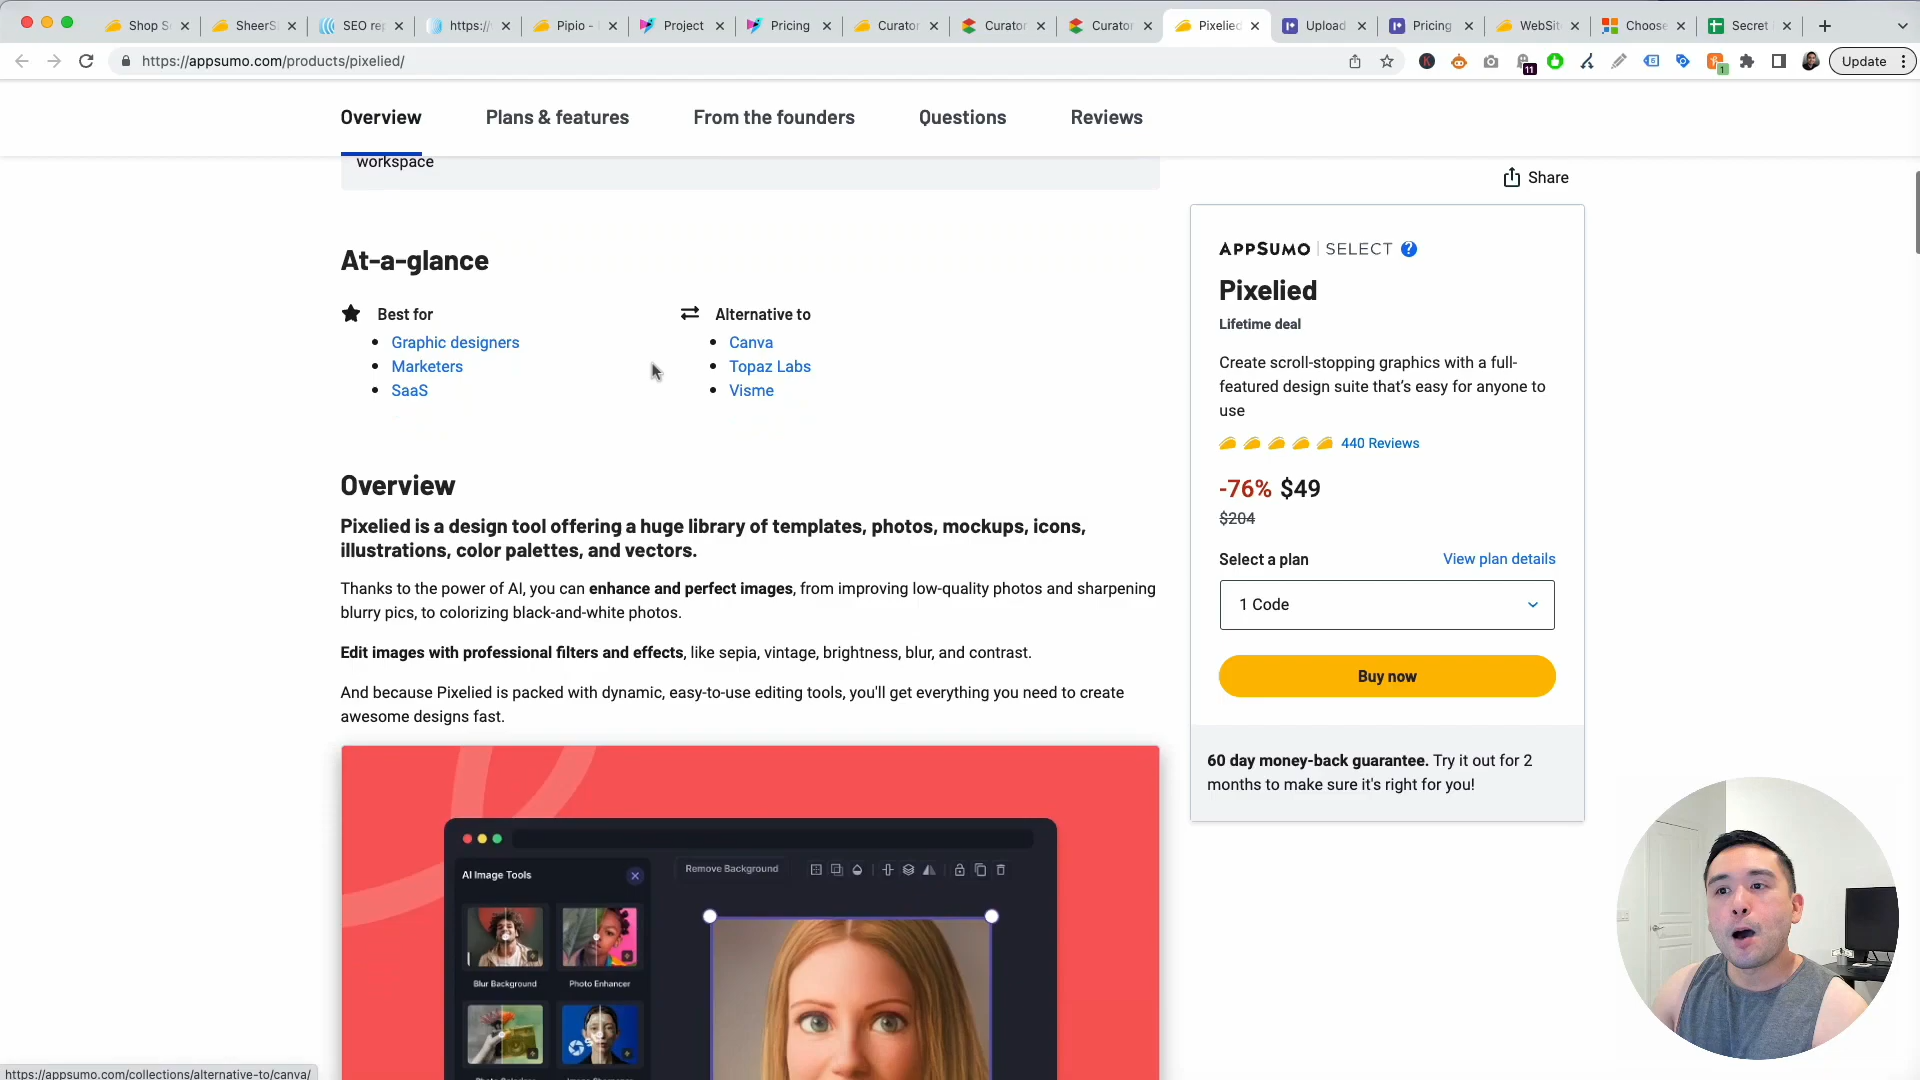 Shop S
SheerS
SEO rep
https://
Pipio -
Project
Pricing
Curator
Curator
Curator
Pixelied
Upload
Pricing
WebSite
Choose
Secret
https://appsumo.com/products/pixelied/
11
1
Update
Overview
Plans & features
From the founders
Questions
Reviews
workspace
Share
At-a-glance
Best for
Graphic designers
Marketers
SaaS
Alternative to
Canva
Topaz Labs
Visme
APPSUMO | SELECT ?
Pixelied
Lifetime deal
Create scroll-stopping graphics with a full-
featured design suite that's easy for anyone to
use
440 Reviews
-76% $49
$204
Select a plan
View plan details
1 Code
Buy now
60 day money-back guarantee. Try it out for 2
months to make sure it's right for you!
Overview
Pixelied is a design tool offering a huge library of templates, photos, mockups, icons,
illustrations, color palettes, and vectors.
Thanks to the power of AI, you can enhance and perfect images, from improving low-quality photos and sharpening
blurry pics, to colorizing black-and-white photos.
Edit images with professional filters and effects, like sepia, vintage, brightness, blur, and contrast.
And because Pixelied is packed with dynamic, easy-to-use editing tools, you'll get everything you need to create
awesome designs fast.
AI Image Tools
Remove Background
Blur Background
Photo Enhancer
https://appsumo.com/collections/alternative-to/canva/